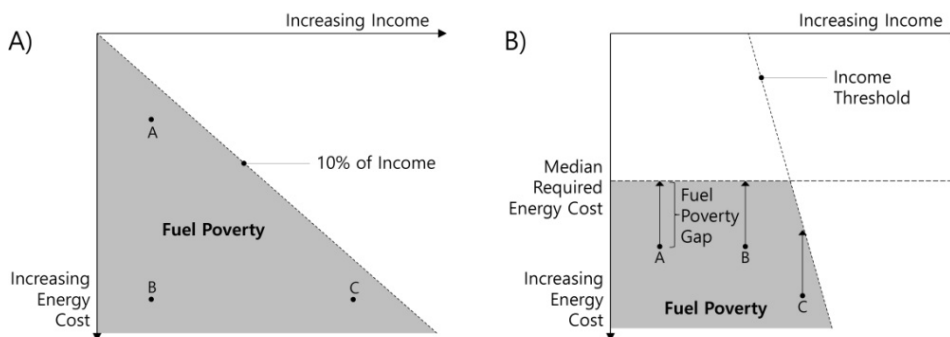 A)
Increasing Income
A
10% of Income
Fuel Poverty
B
C
Increasing
Energy
Cost
B)
Increasing Income
Income
Threshold
Median
Required
Energy Cost
Fuel
Poverty
Gap
A
B
Increasing
Energy
Cost
Fuel Poverty
C